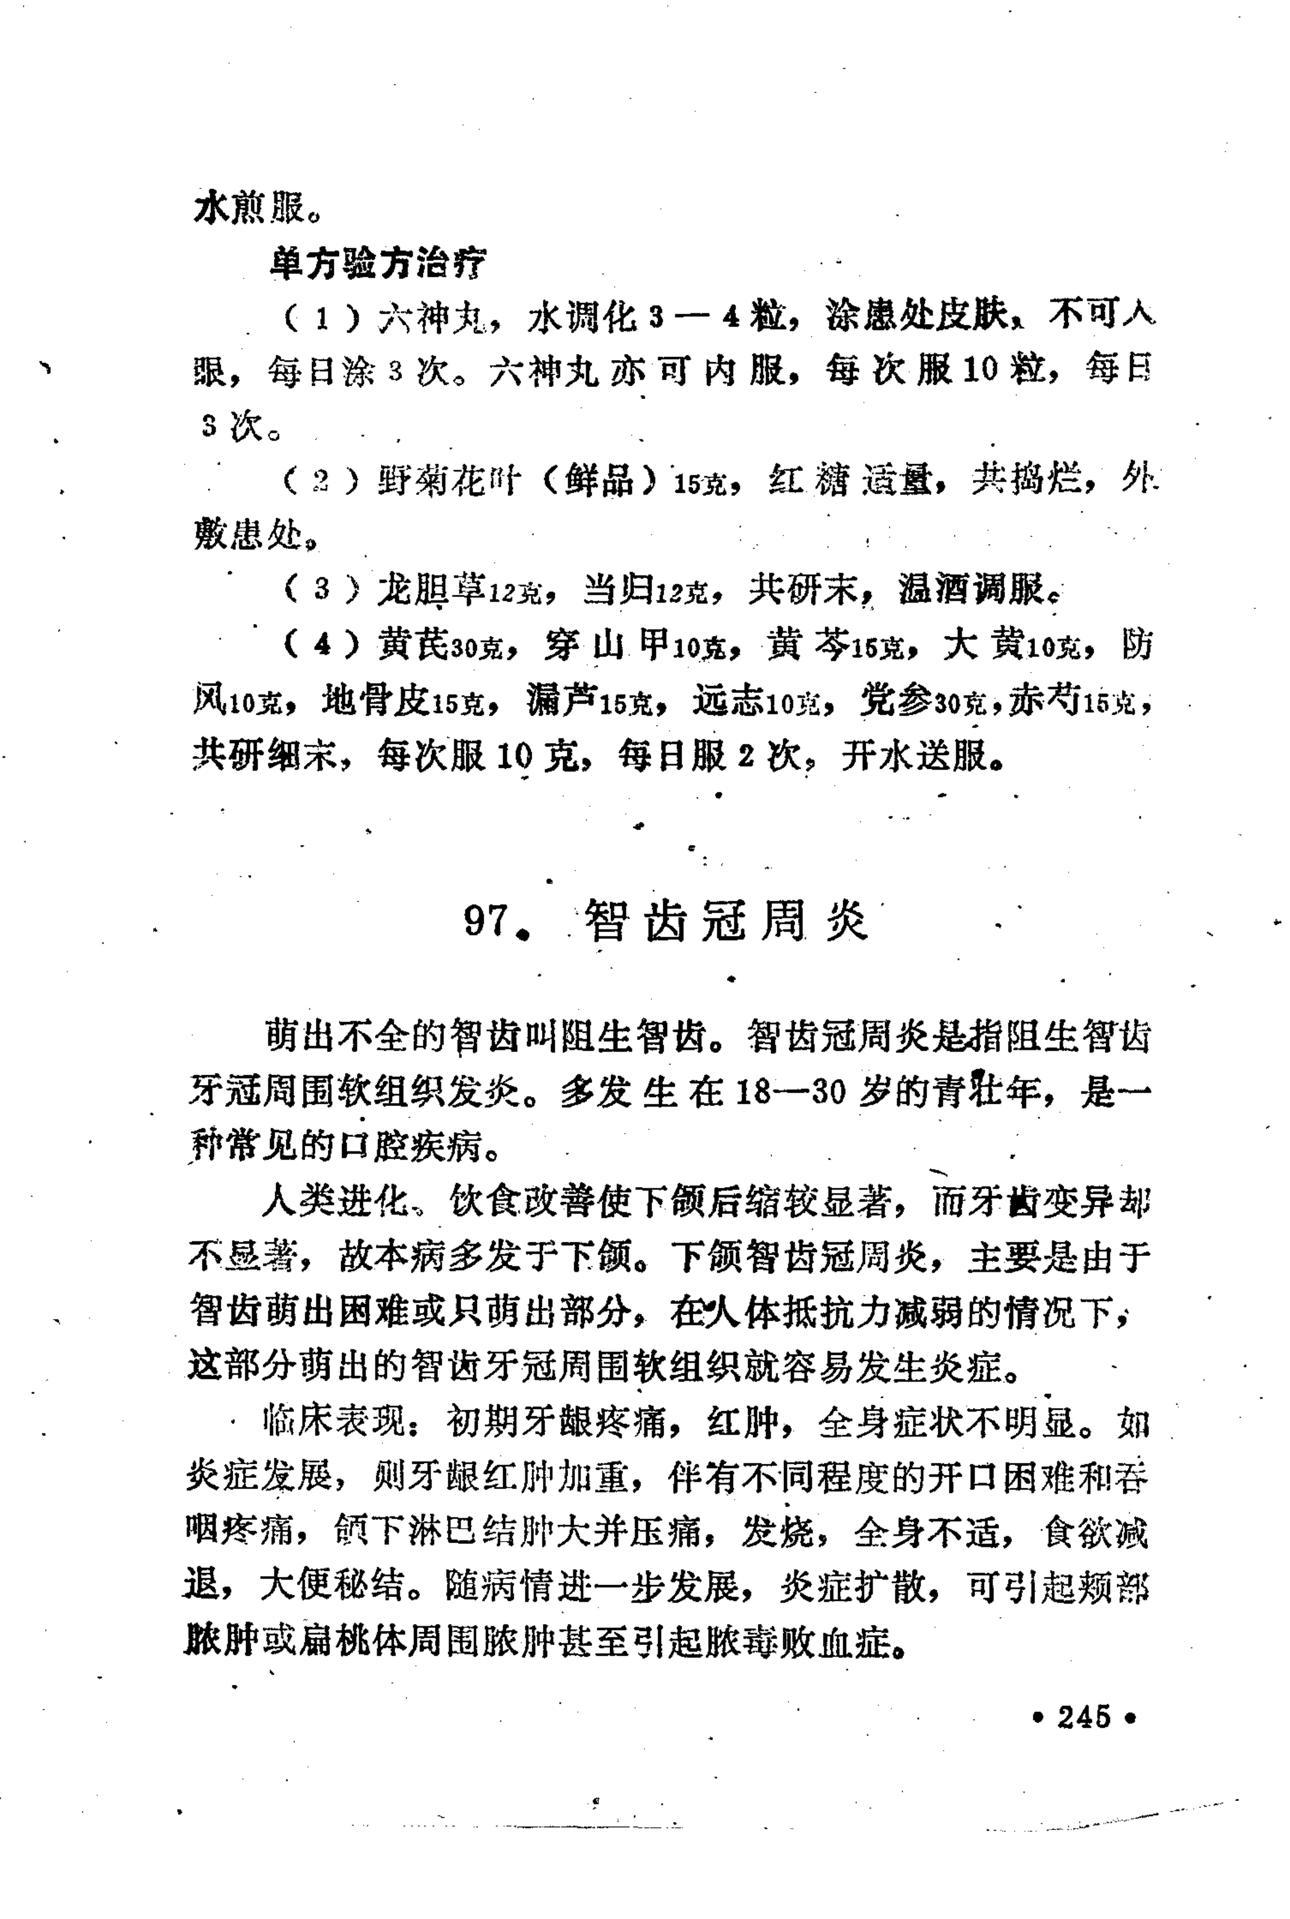 水煎服。
单方验方治疗
（1）六神丸，水调化3—4粒，涂患处皮肤、不可入
眼，每日涂3次。六神丸亦可内服，每次服10粒，每日
3次。
（2）野菊花叶（鲜品）15克，红糖适量，共捣烂，外
敷患处。
（3）龙胆草12克，当归12克，共研末，温酒调服。
（4）黄芪30克，穿山甲10克，黄芩15克，大黄10克，防
风10克，地骨皮15克，漏芦15克，远志10克，党参30克，赤芍15克，
共研细末，每次服10克，每日服2次，开水送服。
97．智齿冠周炎
萌出不全的智齿叫阻生智齿。智齿冠周炎是指阻生智齿
牙冠周围软组织发炎。多发生在18—30岁的青壮年，是一
种常见的口腔疾病。
人类进化、饮食改善使下颌后缩较显著，而牙齿变异却
不显著，故本病多发于下颌。下颌智齿冠周炎，主要是由于
智齿萌出困难或只萌出部分，在人体抵抗力减弱的情况下，
这部分萌出的智齿牙冠周围软组织就容易发生炎症。
临床表现：初期牙龈疼痛，红肿，全身症状不明显。如
炎症发展，则牙龈红肿加重，伴有不同程度的开口困难和吞
咽疼痛，颌下淋巴结肿大并压痛，发烧，全身不适，食欲减
退，大便秘结。随病情进一步发展，炎症扩散，可引起颊部
脓肿或扁桃体周围脓肿甚至引起脓毒败血症。
•245•